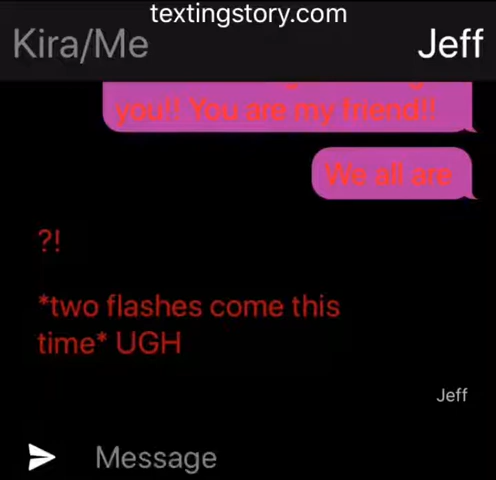 textingstory.com
Kira/Me
Jeff
you!! You are my friend!!
We all are
?!
*two flashes come this
time* UGH
Jeff
Message